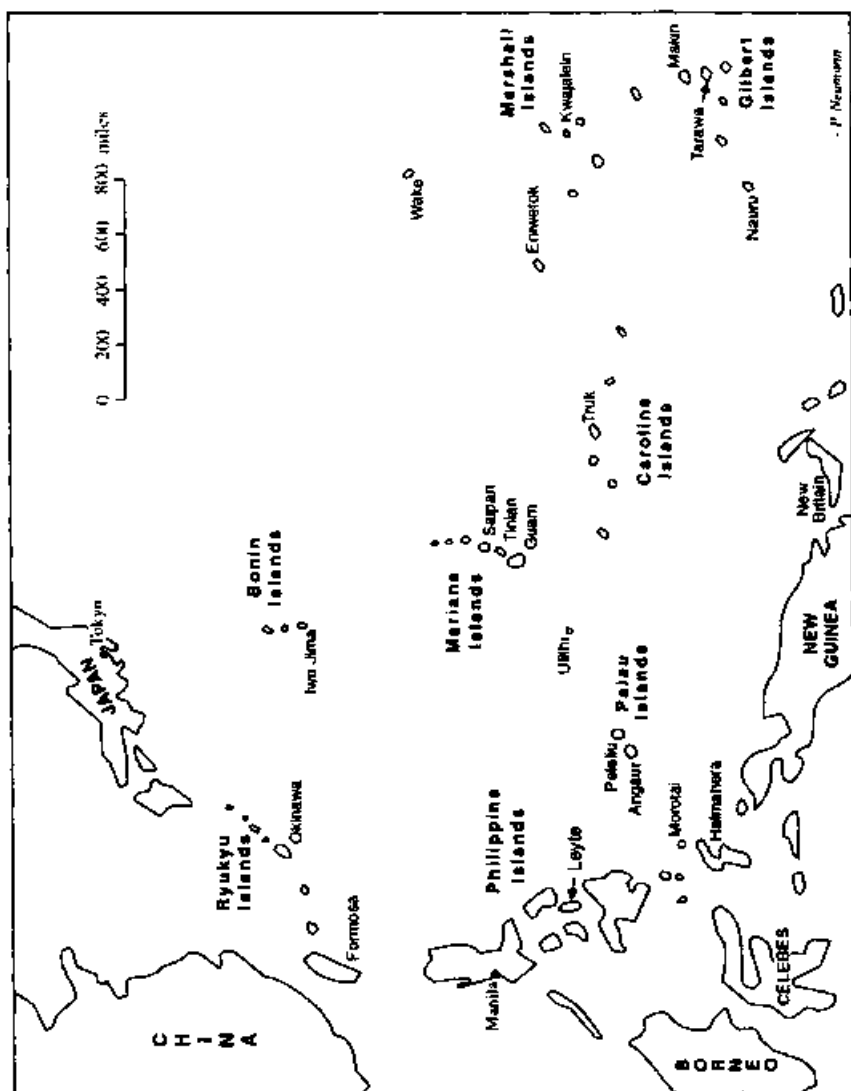 JAPAN
Tokyo
0 200 400 600 800 miles
CHINA
Ryukyu
Islands
Okinawa
Bonin
Islands
Iwo Jima
Formosa
Wake
Mariana
Islands
Saipan
Tinian
Guam
Philippine
Islands
Manila
Leyte
Marshall
Islands
Kwajalein
Eniwetok
Ulithi
Truk
Caroline
Islands
Peleliu
Angaur
Palau
Islands
Morotai
Halmahera
Makin
Tarawa
Gilbert
Islands
Nauru
BORNEO
CELEBES
NEW
GUINEA
New
Britain
- P. Neumann